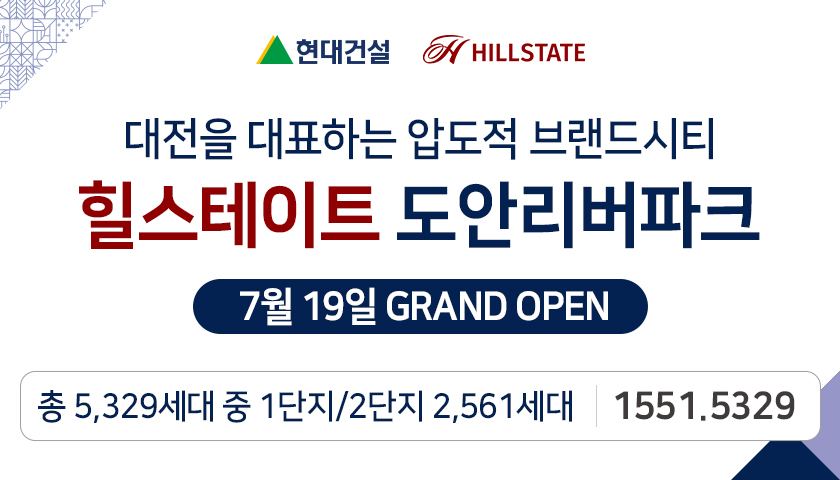 현대건설 HILLSTATE
대전을 대표하는 압도적 브랜드시티
힐스테이트 도안리버파크
7월 19일 GRAND OPEN
총 5,329세대 중 1단지/2단지 2,561세대 1551.5329